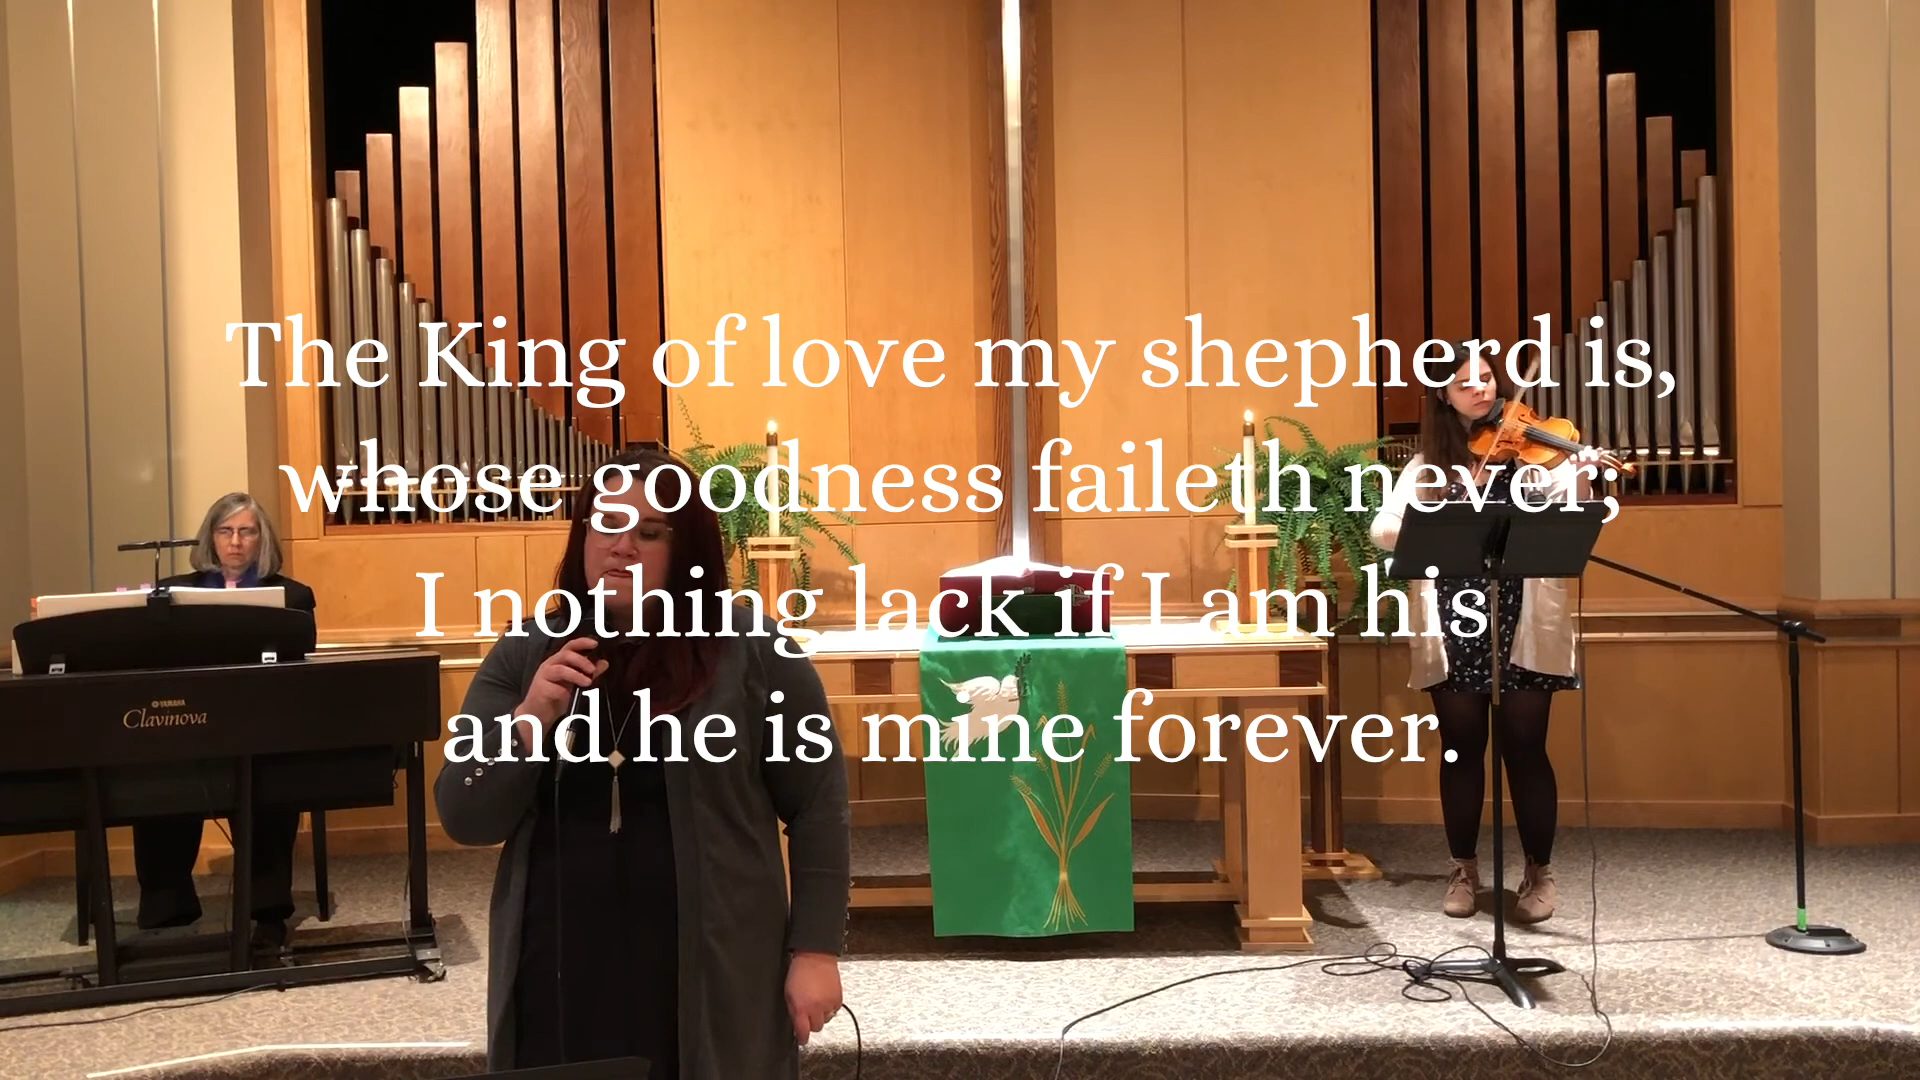 The King of love my shepherd is,
whose goodness faileth never;
I nothing lack if I am his
and he is mine forever.
YAMAHA
Clavinova